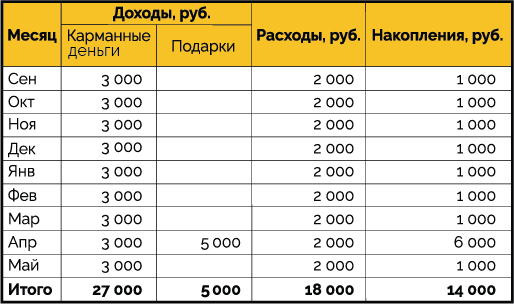 Месяц Доходы, руб. Расходы, руб. Накопления, руб.
Карманные деньги Подарки
Сен 3 000 2 000 1 000
Окт 3 000 2 000 1 000
Ноя 3 000 2 000 1 000
Дек 3 000 2 000 1 000
Янв 3 000 2 000 1 000
Фев 3 000 2 000 1 000
Мар 3 000 2 000 1 000
Апр 3 000 5 000 2 000 6 000
Май 3 000 2 000 1 000
Итого 27 000 5 000 18 000 14 000